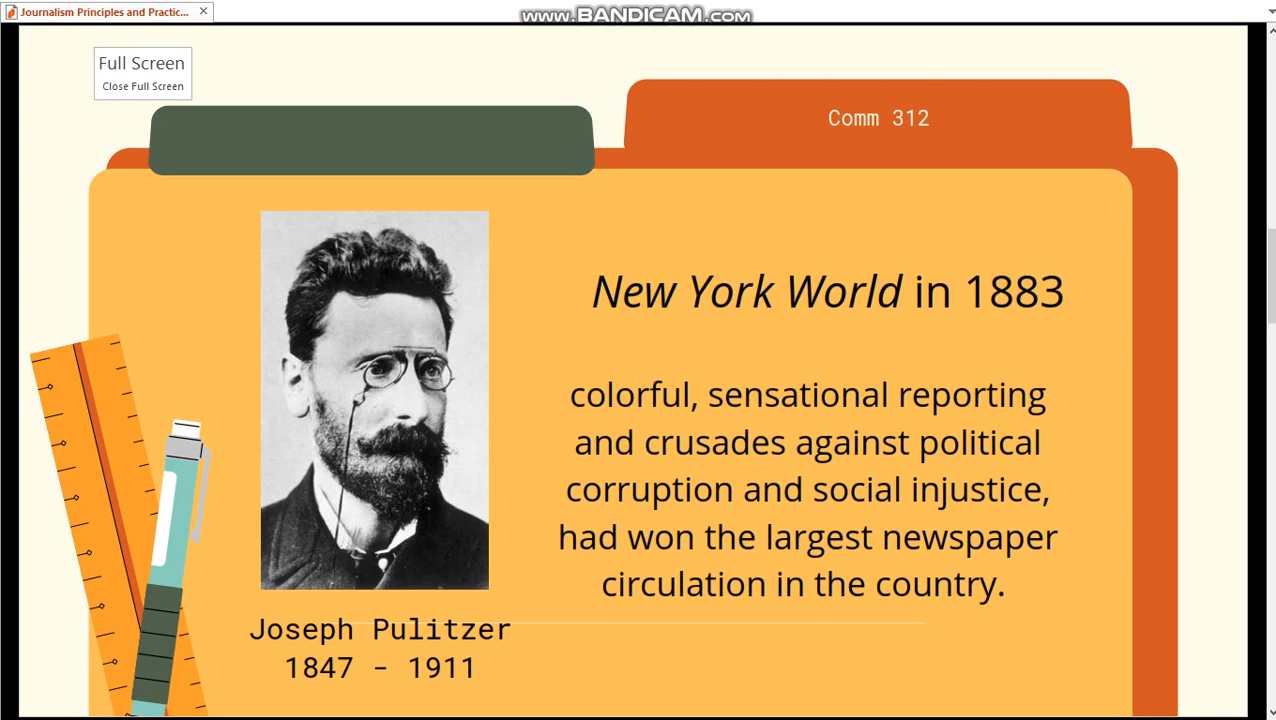 Journalism Principles and Practic...
www.BANDICAM.com
Full Screen
Close Full Screen
Comm 312
New York World in 1883
colorful, sensational reporting
and crusades against political
corruption and social injustice,
had won the largest newspaper
circulation in the country.
Joseph Pulitzer
1847 - 1911